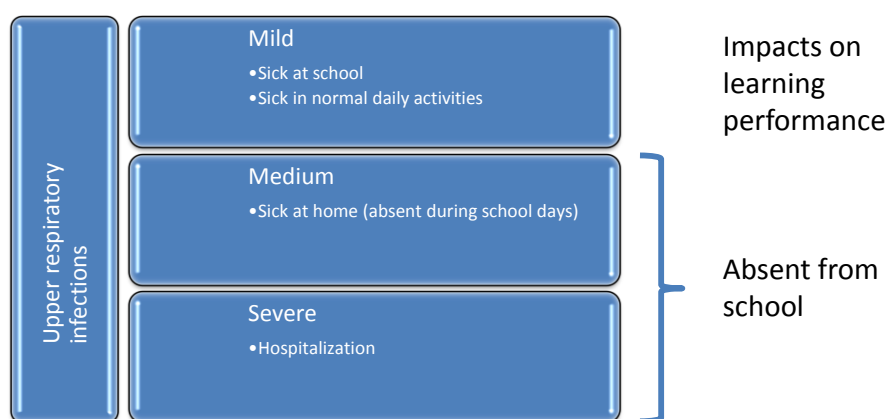 Upper respiratory
infections
Mild
•Sick at school
•Sick in normal daily activities
Medium
•Sick at home (absent during school days)
Severe
•Hospitalization
Impacts on
learning
performance
Absent from
school